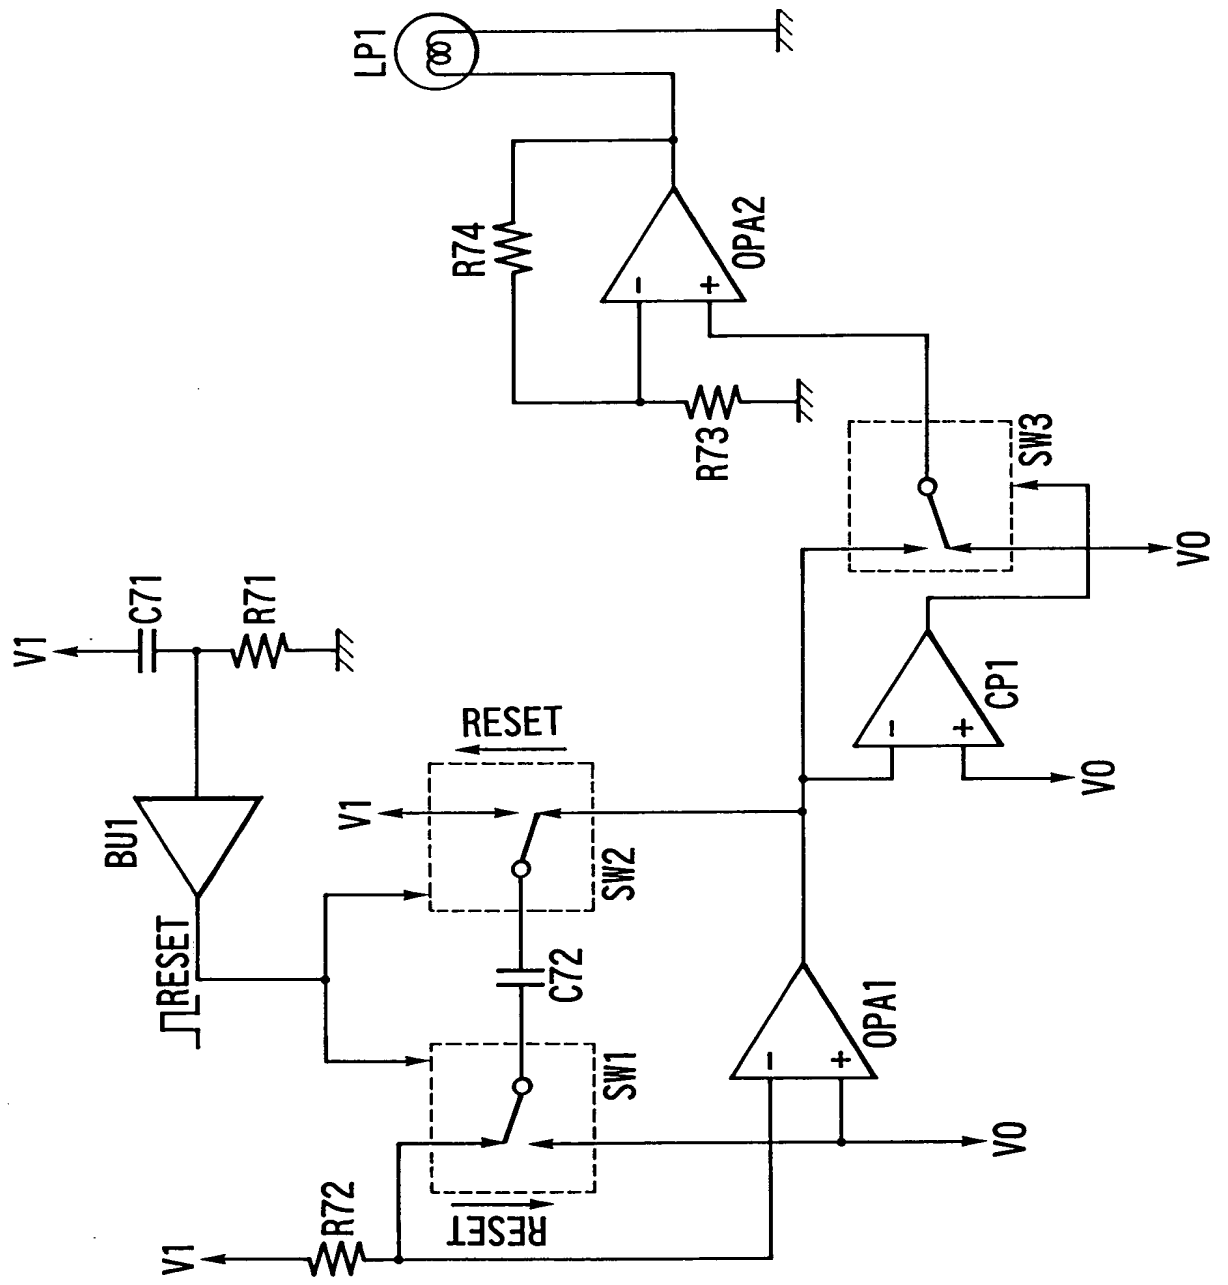 LP1
R74
OPA2
R73
SW3
V0
V1
C71
R71
BU1
RESET
RESET
V1
SW2
C72
CP1
-
+
V0
-
+
OPA1
-
+
SW1
V0
RESET
R72
V1